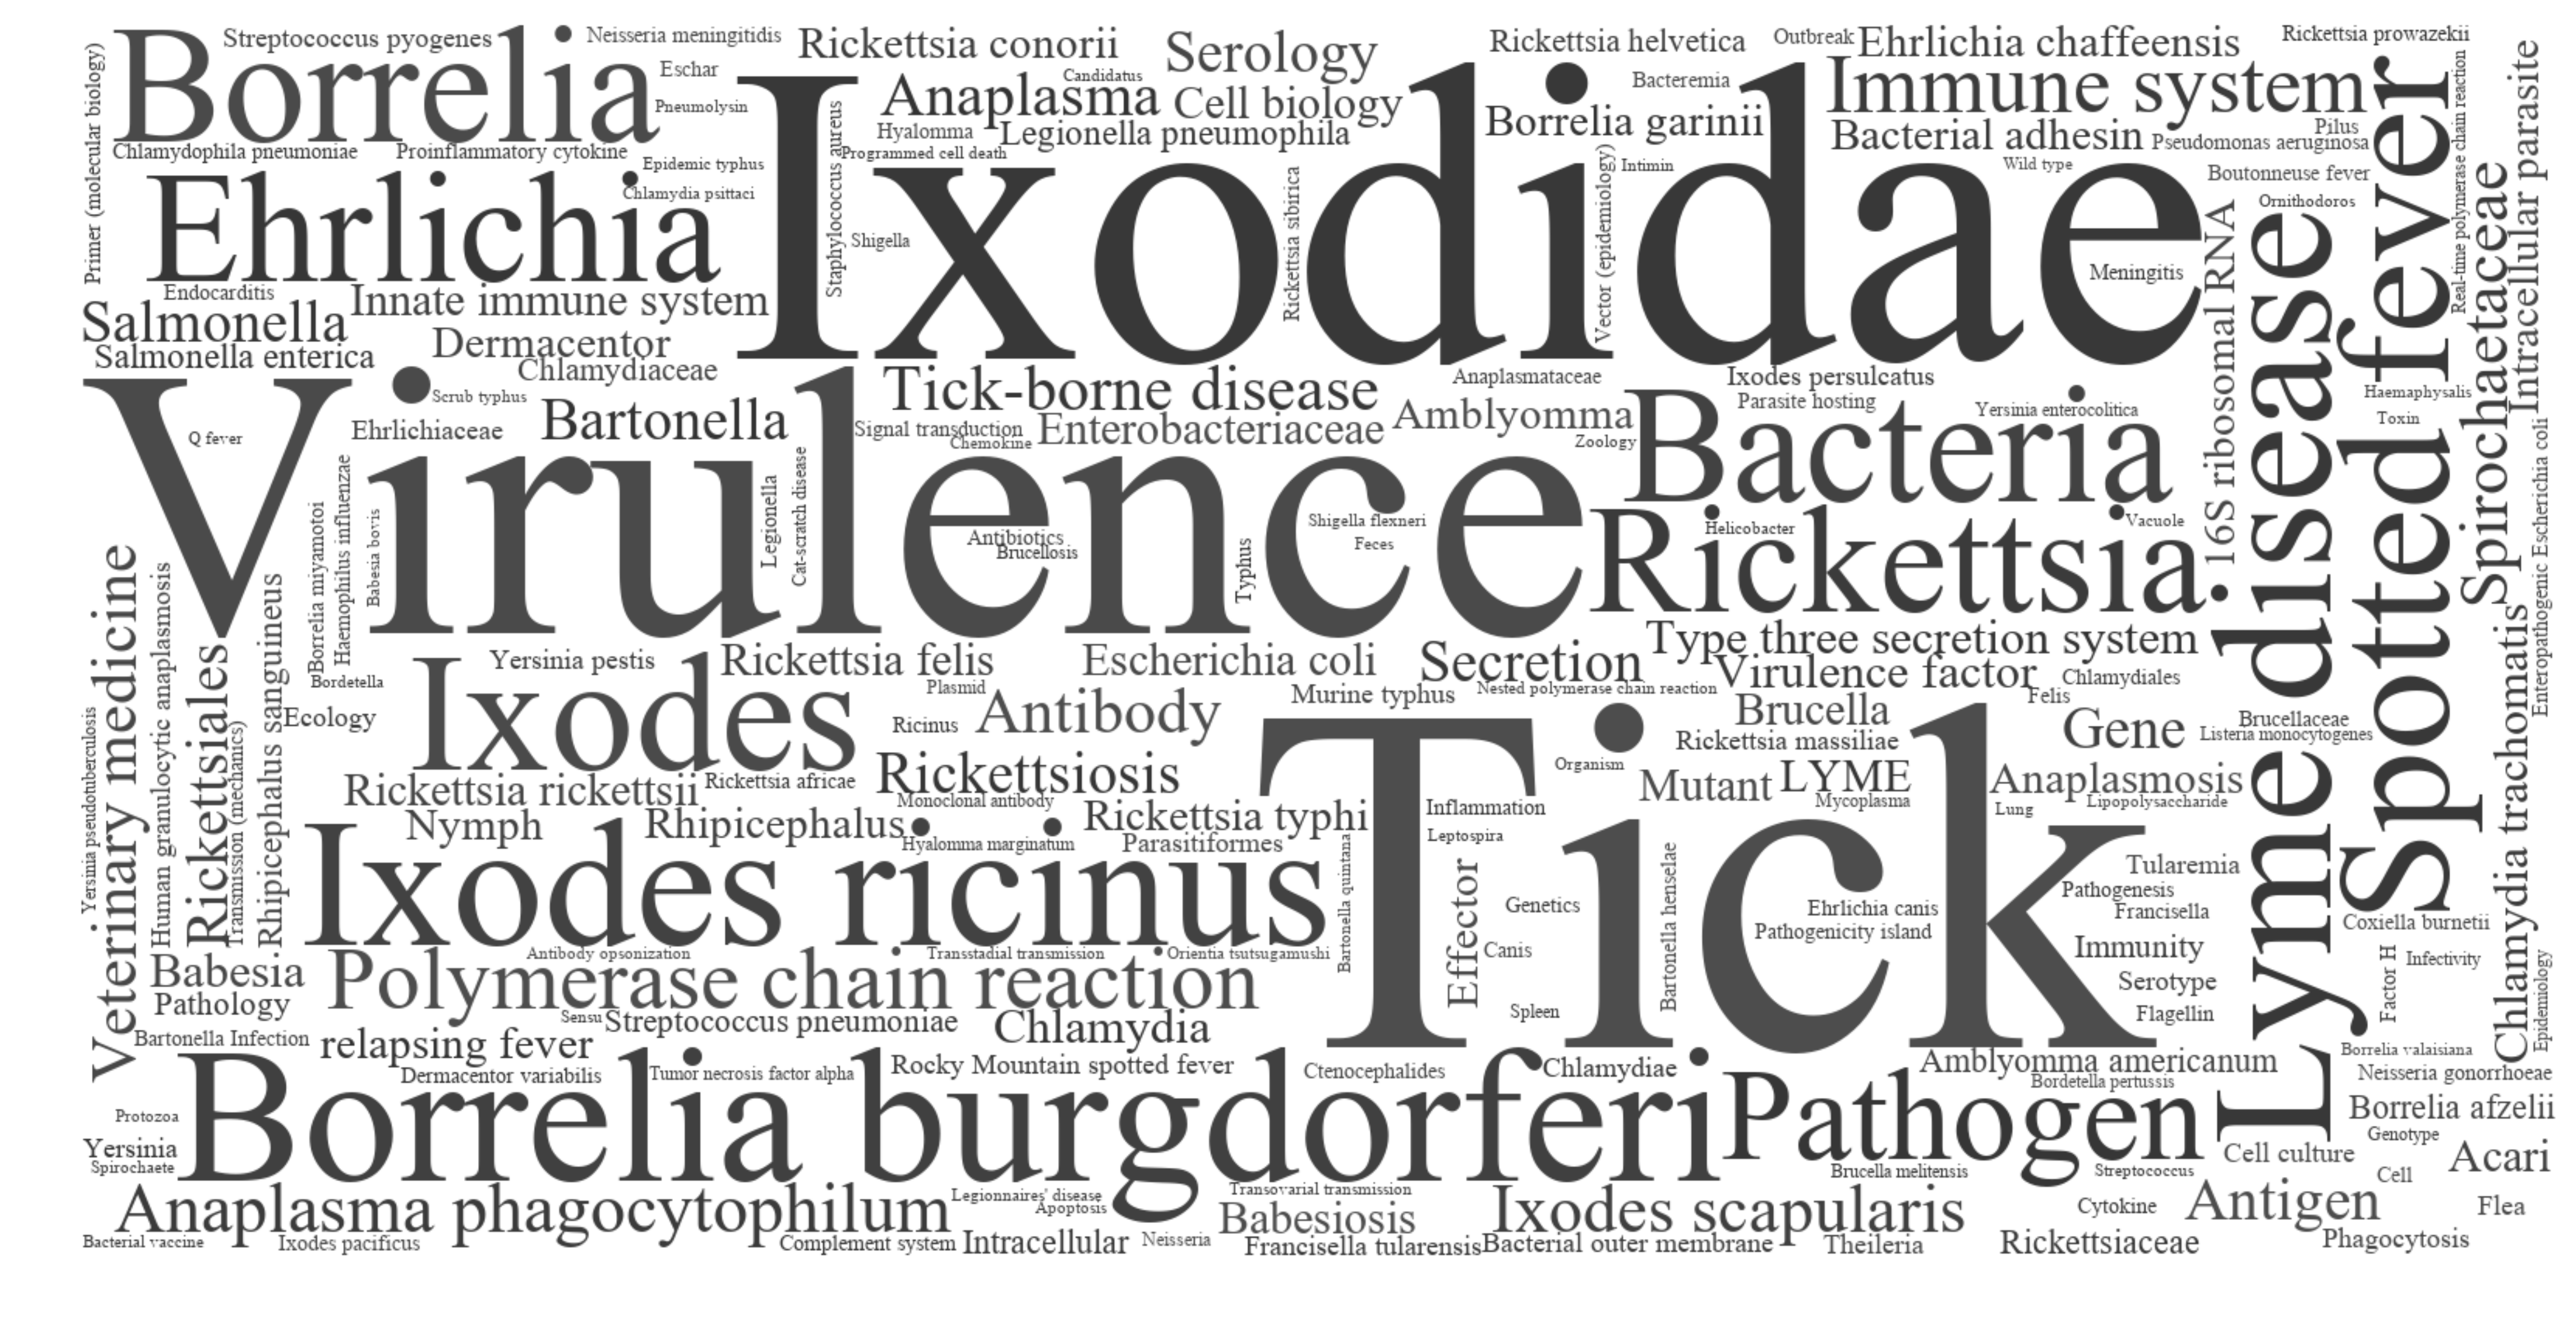 Streptococcus pyogenes
Neisseria meningitidis
Rickettsia conorii
Serology
Rickettsia helvetica
Outbreak
Ehrlichia chaffeensis
Rickettsia prowazekii
Borrelia
Eschar
Candidatus
Bacteremia
Immune system
Pneumolysin
Anaplasma
Cell biology
Borrelia garinii
Primer (molecular biology)
Staphylococcus aureus
Hyalomma
Legionella pneumophila
Bacterial adhesin
Pilus
Pseudomonas aeruginosa
Real-time polymerase chain reaction
Intracellular parasite
Chlamydophila pneumoniae
Proinflammatory cytokine
Epidemic typhus
Programmed cell death
Ixodidae
Intimin
Wild type
Boutonneuse fever
Ehrlichia
Chlamydia psittaci
Ornithodoros
Shigella
Rickettsia sibirica
Vector (epidemiology)
Meningitis
Endocarditis
Innate immune system
Salmonella
Salmonella enterica
Dermacentor
Chlamydiaceae
16S ribosomal RNA
Lyme disease
Spotted fever
Spirochaetaceae
Tick-borne disease
Anaplasmataceae
Ixodes persulcatus
Scrub typhus
Bartonella
Amblyomma
Parasite hosting
Yersinia enterocolitica
Haemaphysalis
Toxin
Q fever
Ehrlichiaceae
Signal transduction
Chemokine
Enterobacteriaceae
Zoology
Bacteria
Virulence
Borrelia miyamotoi
Haemophilus influenzae
Babesia bovis
Legionella
Cat-scratch disease
Antibiotics
Brucellosis
Typhus
Shigella flexneri
Feces
Helicobacter
Vacuole
Rickettsia
Enteropathogenic Escherichia coli
Veterinary medicine
Human granulocytic anaplasmosis
Rickettsiales
Rhipicephalus sanguineus
Yersinia pseudotuberculosis
Transmission (mechanics)
Bordetella
Yersinia pestis
Rickettsia felis
Escherichia coli
Secretion
Type three secretion system
Virulence factor
Chlamydiales
Ecology
Ixodes
Plasmid
Murine typhus
Nested polymerase chain reaction
Felis
Ricinus
Antibody
Brucella
Gene
Brucellaceae
Listeria monocytogenes
Rickettsia massiliae
Rickettsia rickettsii
Rickettsia africae
Rickettsiosis
Organism
Mutant
LYME
Anaplasmosis
Monoclonal antibody
Mycoplasma
Lung
Lipopolysaccharide
Nymph
Rhipicephalus
Rickettsia typhi
Inflammation
Hyalomma marginatum
Parasitiformes
Leptospira
Tick
Ixodes ricinus
Bartonella quintana
Effector
Genetics
Bartonella henselae
Ehrlichia canis
Pathogenicity island
Tularemia
Pathogenesis
Francisella
Coxiella burnetii
Chlamydia trachomatis
Antibody opsonization
Transstadial transmission
Orientia tsutsugamushi
Canis
Immunity
Factor H
Infectivity
Epidemiology
Babesia
Polymerase chain reaction
Serotype
Pathology
Spleen
Flagellin
Sensu
Streptococcus pneumoniae
Chlamydia
Bartonella Infection
relapsing fever
Borrelia valaisiana
Dermacentor variabilis
Tumor necrosis factor alpha
Rocky Mountain spotted fever
Ctenocephalides
Chlamydiae
Amblyomma americanum
Bordetella pertussis
Neisseria gonorrhoeae
Protozoa
Borrelia burgdorferi
Pathogen
Borrelia afzelii
Genotype
Yersinia
Spirochaete
Brucella melitensis
Streptococcus
Cell culture
Cell
Acari
Anaplasma phagocytophilum
Legionnaires' disease
Apoptosis
Transovarial transmission
Babesiosis
Ixodes scapularis
Cytokine
Antigen
Flea
Bacterial vaccine
Ixodes pacificus
Complement system
Intracellular
Neisseria
Francisella tularensis
Bacterial outer membrane
Theileria
Rickettsiaceae
Phagocytosis